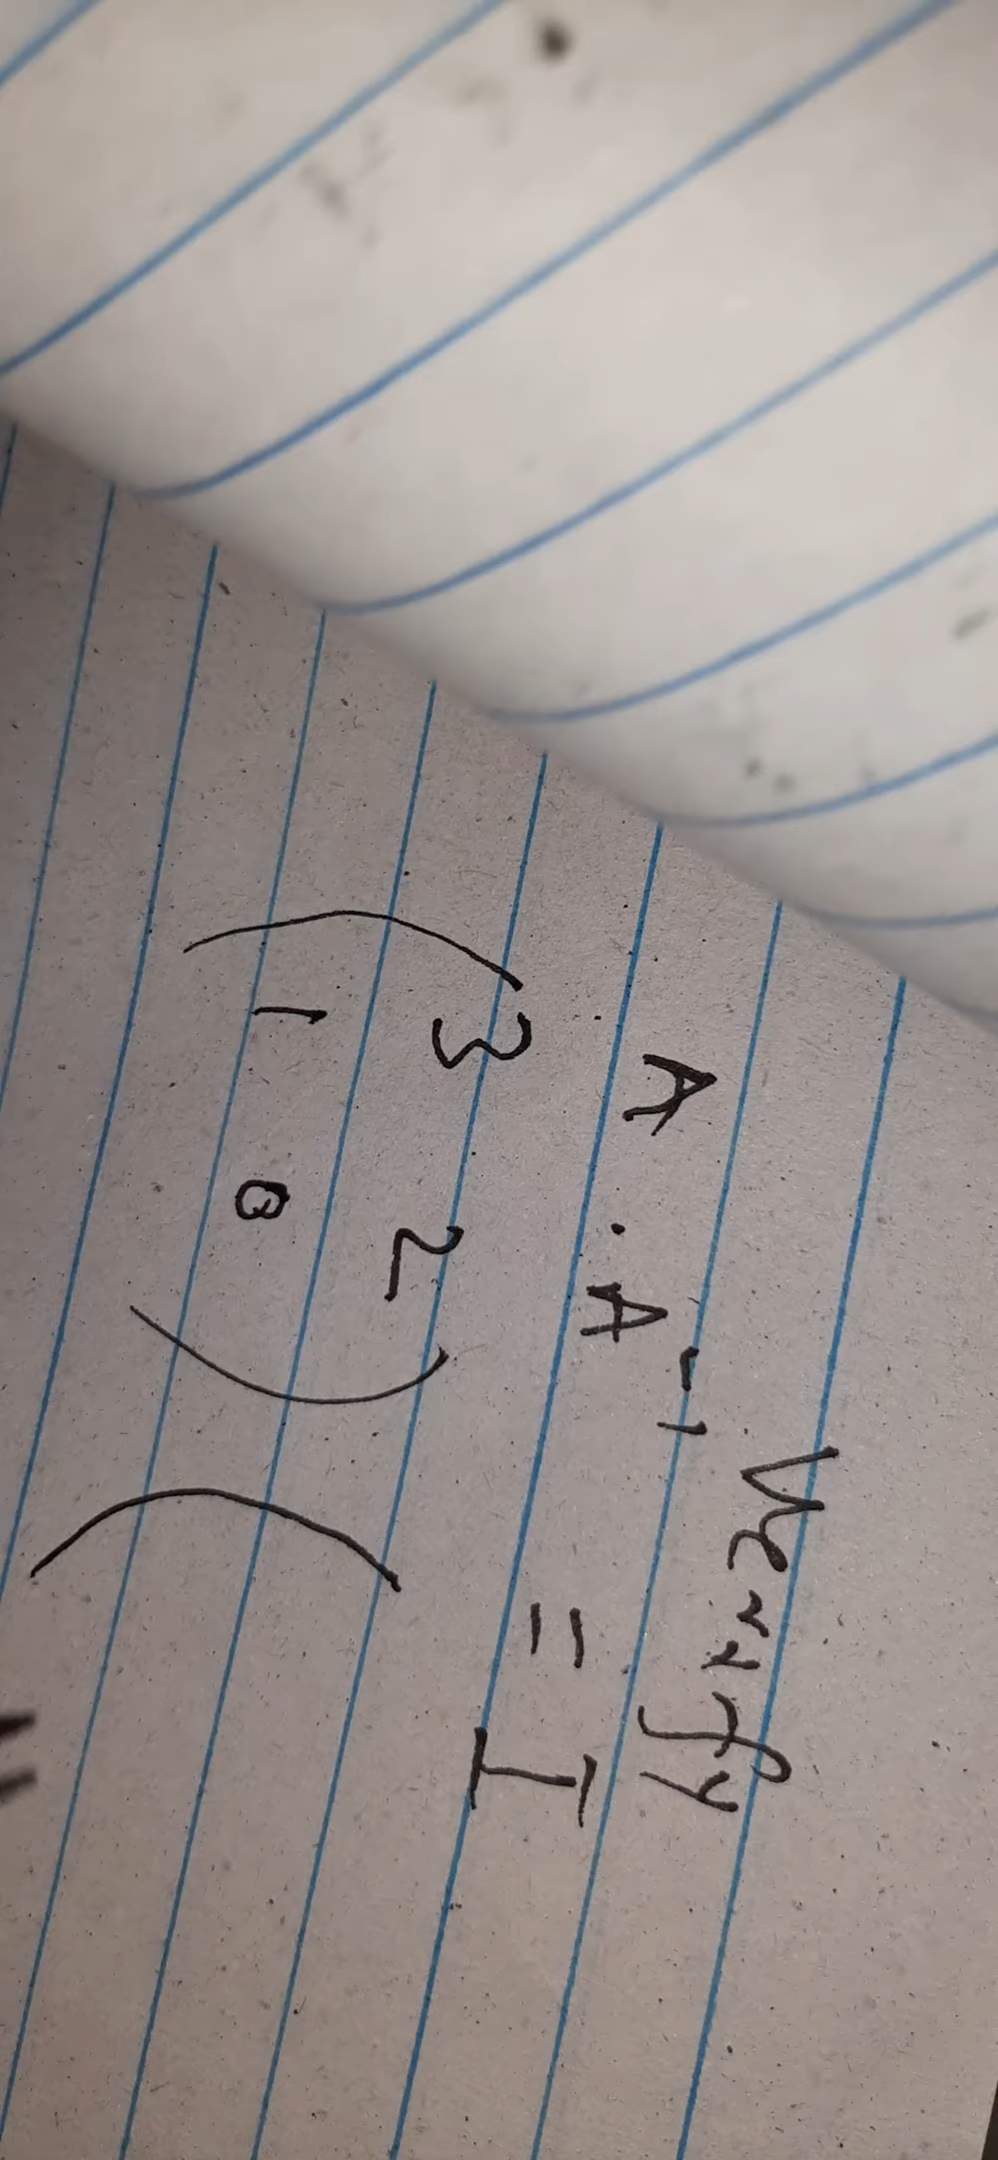 Verify
A . A⁻¹ = I
( 3 2 ) (
1 0
=